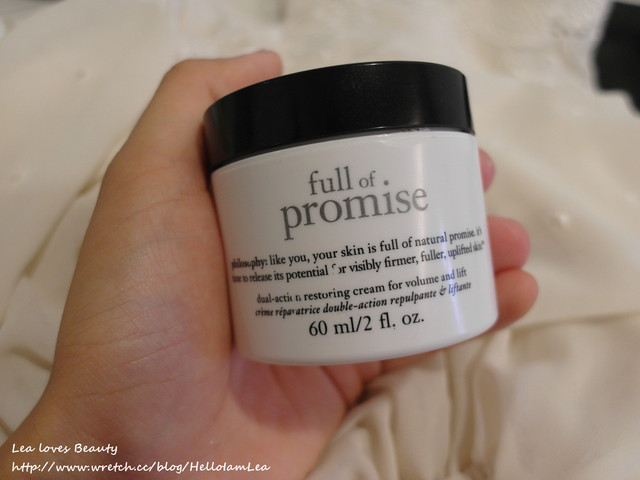 full of
promise
philosophy: like you, your skin is full of natural promise. it's
time to release its potential for visibly firmer, fuller, uplifted skin™
dual-action restoring cream for volume and lift
crème réparatrice double-action repulpante & liftante
60 ml/2 fl. oz.
Lea loves Beauty
http://www.wretch.cc/blog/HelloIamLea